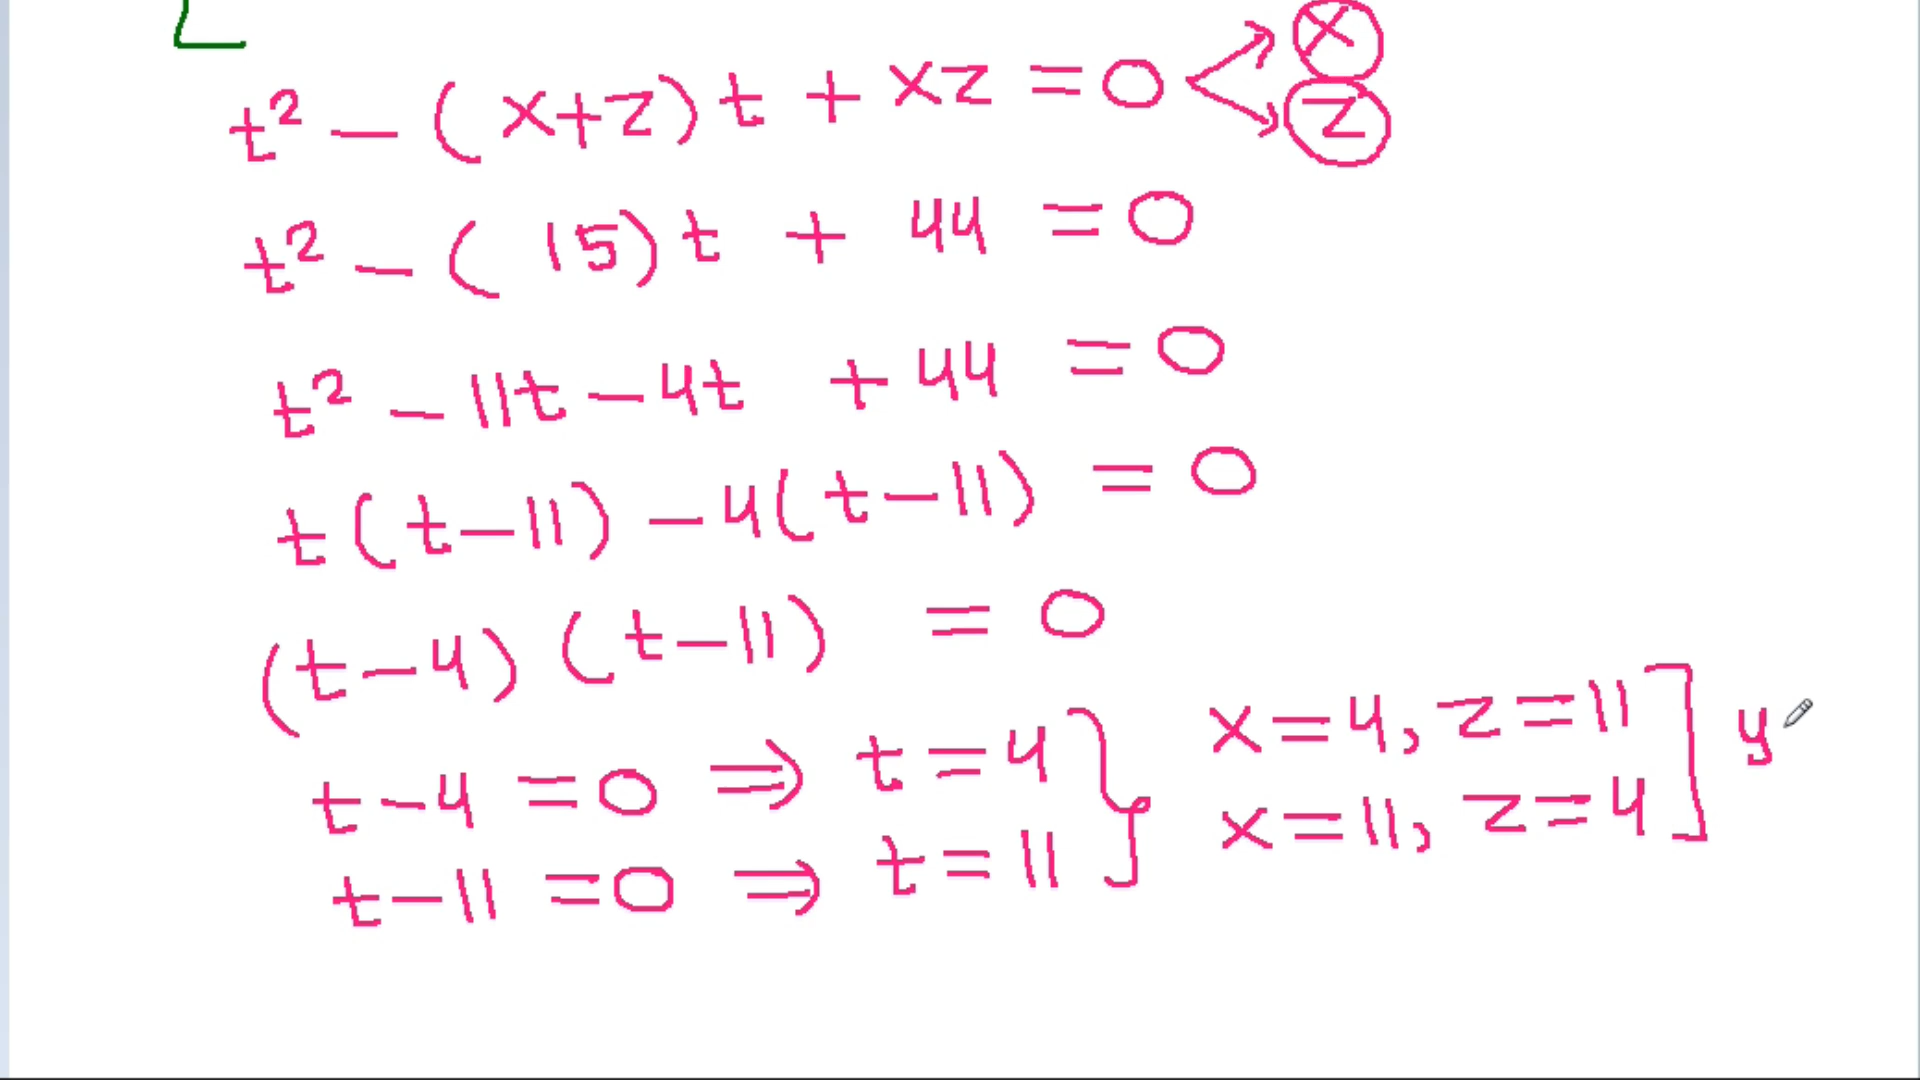 t² - (x+z)t + xz = 0 x
z
t² - (15)t + 44 = 0
t² - 11t - 4t + 44 = 0
t(t-11) - 4(t-11) = 0
(t-4)(t-11) = 0
t-4 = 0 ⇒ t = 4 x = 4, z = 11 y
t-11 = 0 ⇒ t = 11 x = 11, z = 4